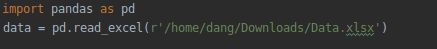 import pandas as pd
data = pd.read_excel(r'/home/dang/Downloads/Data.xlsx')